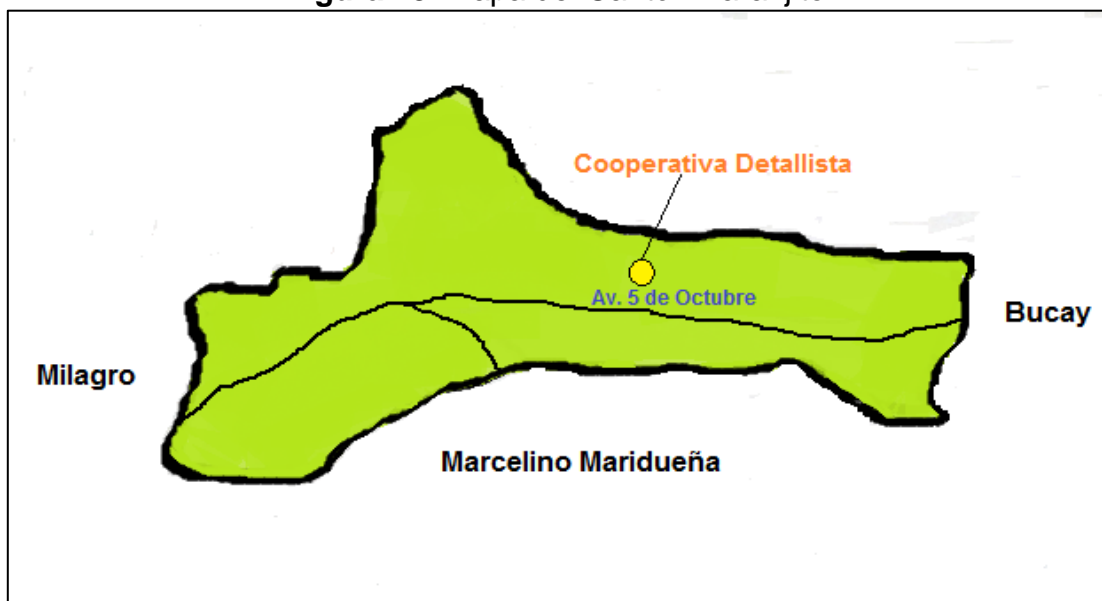 Cooperativa Detallista
Av. 5 de Octubre
Bucay
Milagro
Marcelino Maridueña